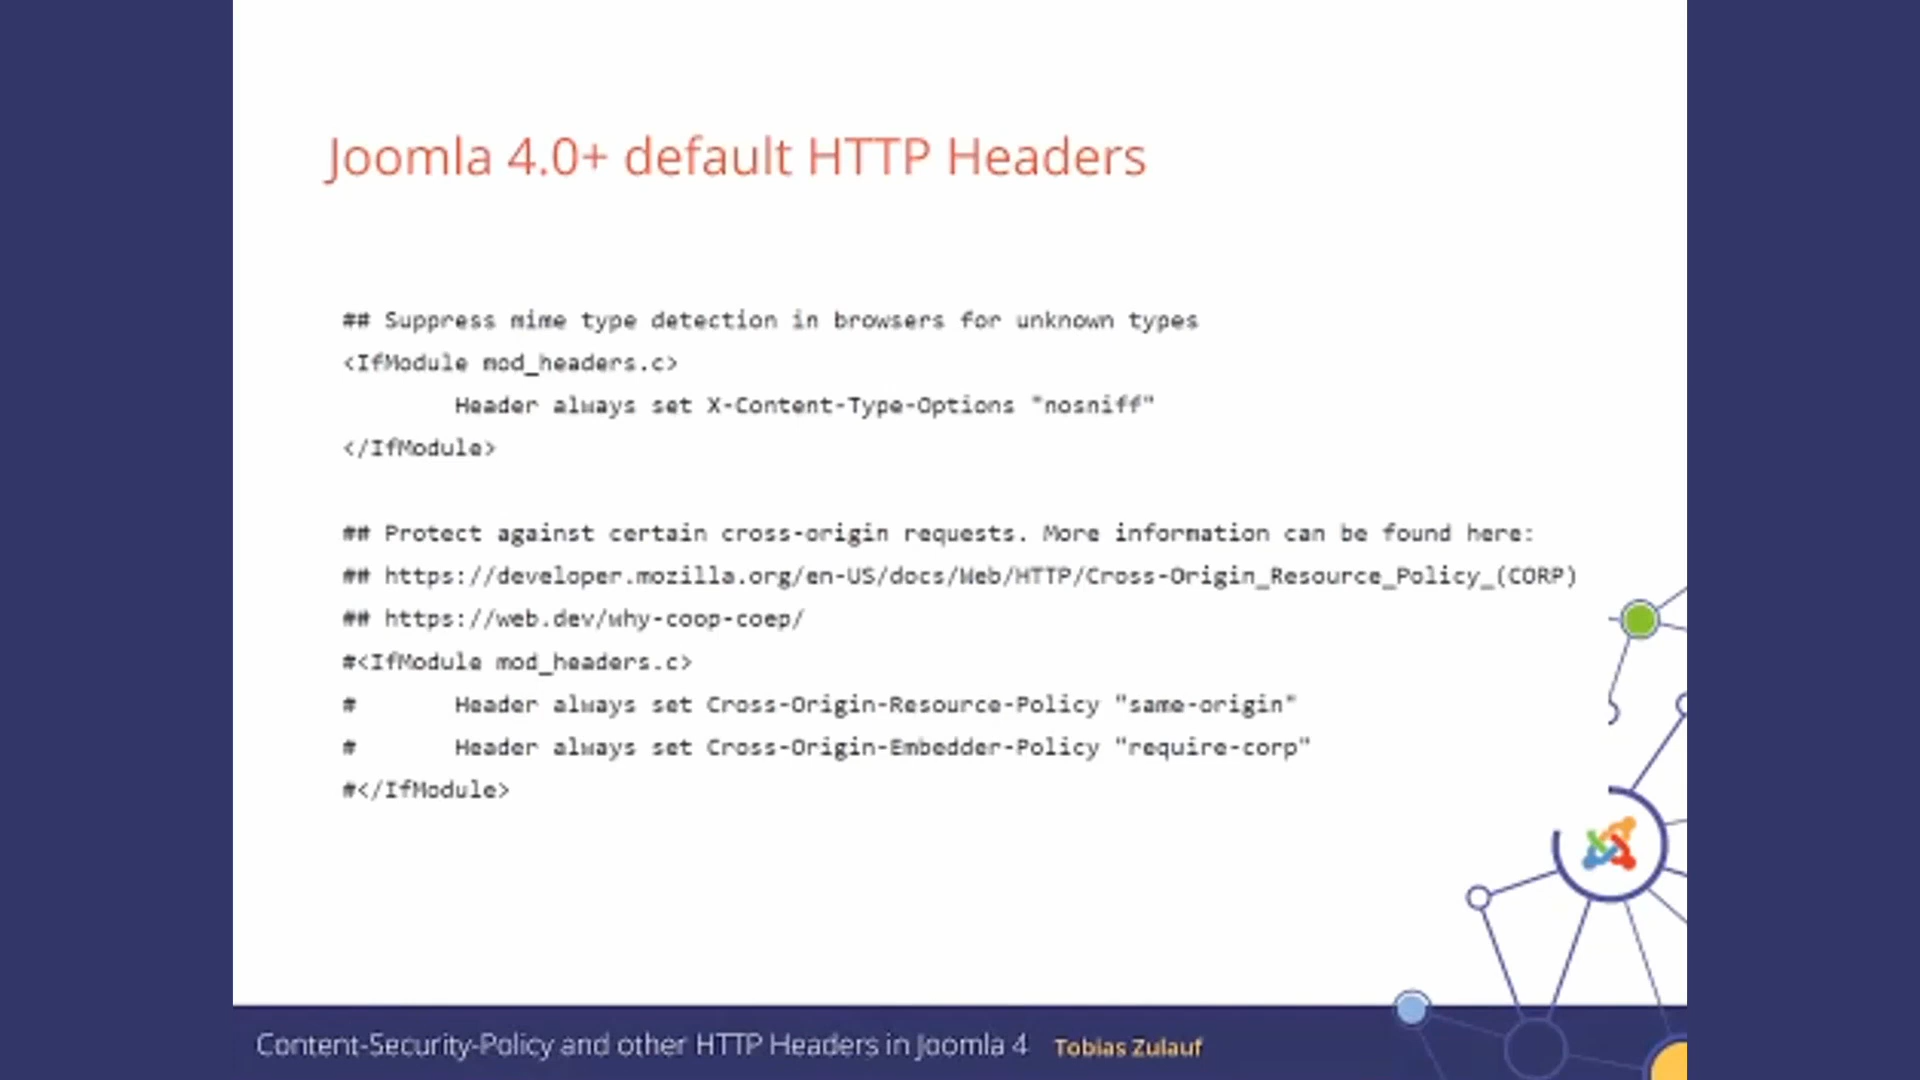 Joomla 4.0+ default HTTP Headers
## Suppress mime type detection in browsers for unknown types
<IfModule mod_headers.c>
Header always set X-Content-Type-Options "nosniff"
</IfModule>
## Protect against certain cross-origin requests. More information can be found here:
## https://developer.mozilla.org/en-US/docs/Web/HTTP/Cross-Origin_Resource_Policy_(CORP)
## https://web.dev/why-coop-coep/
#<IfModule mod_headers.c>
# Header always set Cross-Origin-Resource-Policy "same-origin"
# Header always set Cross-Origin-Embedder-Policy "require-corp"
#</IfModule>
Content-Security-Policy and other HTTP Headers in Joomla 4 Tobias Zulauf